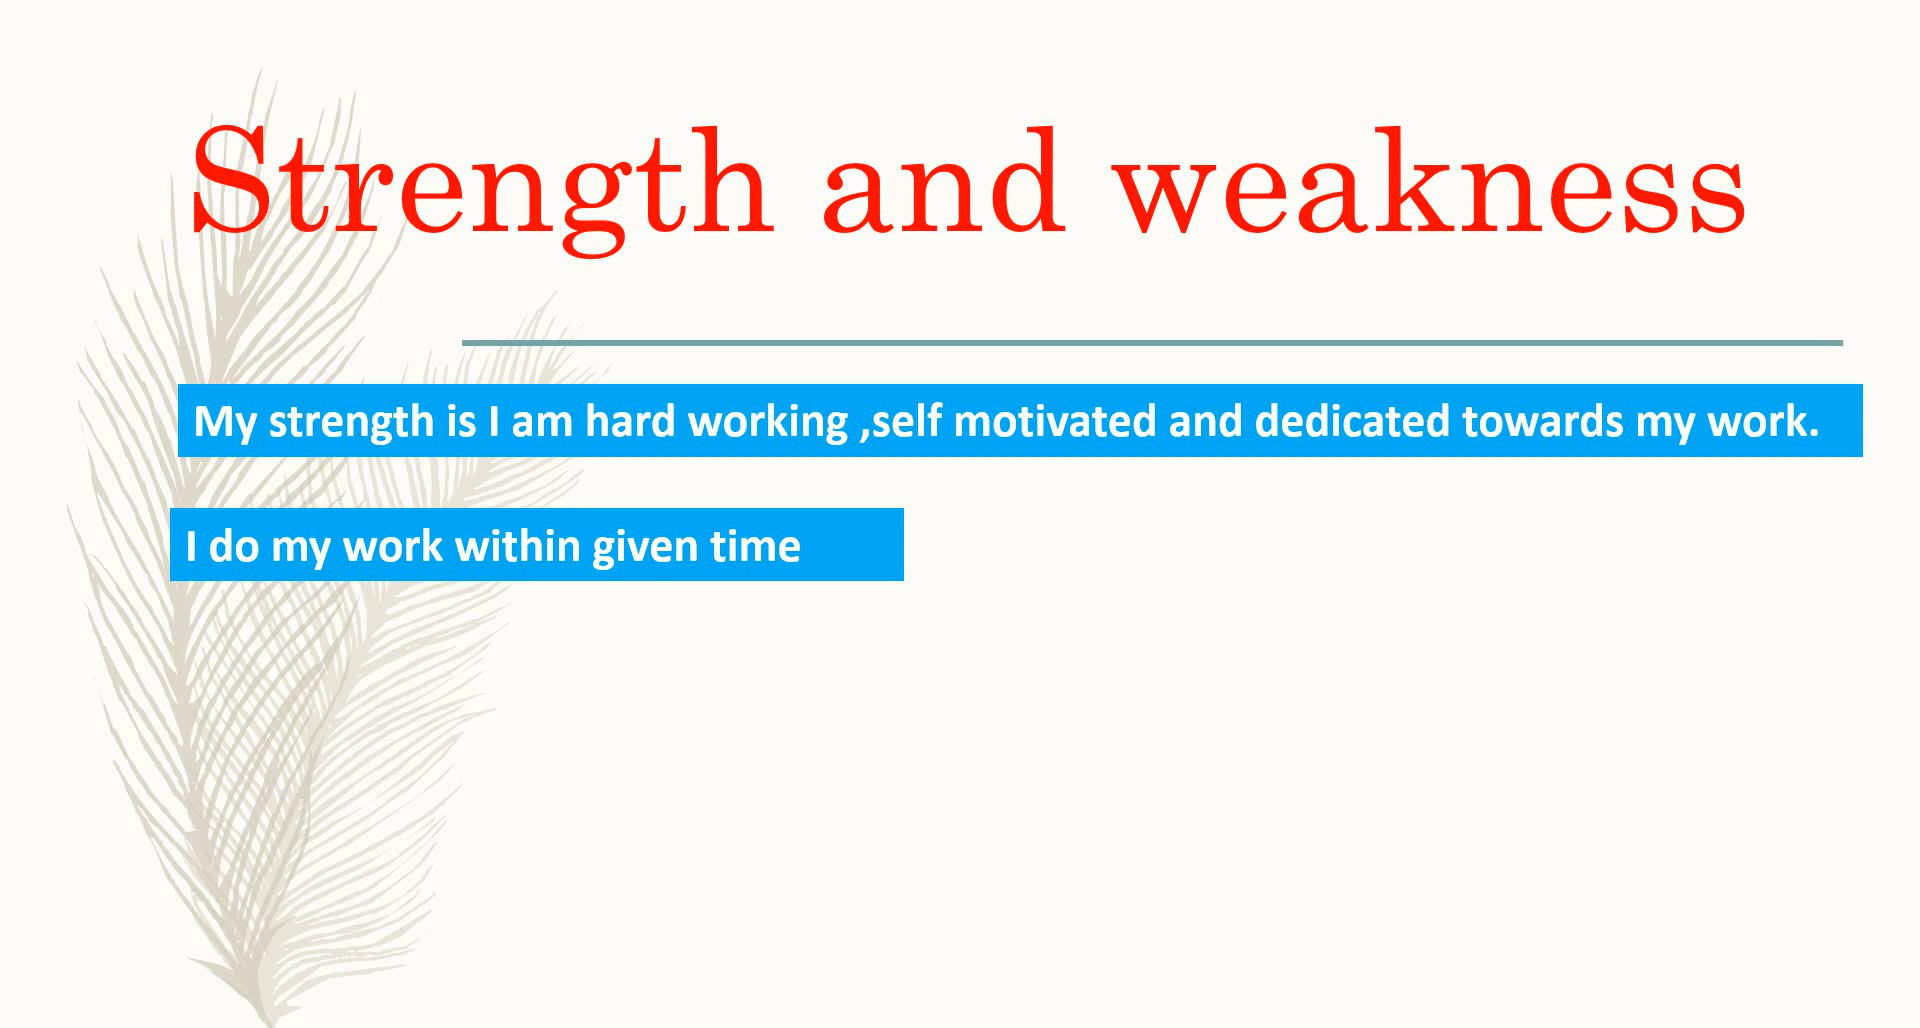 Strength and weakness
My strength is I am hard working ,self motivated and dedicated towards my work.
I do my work within given time